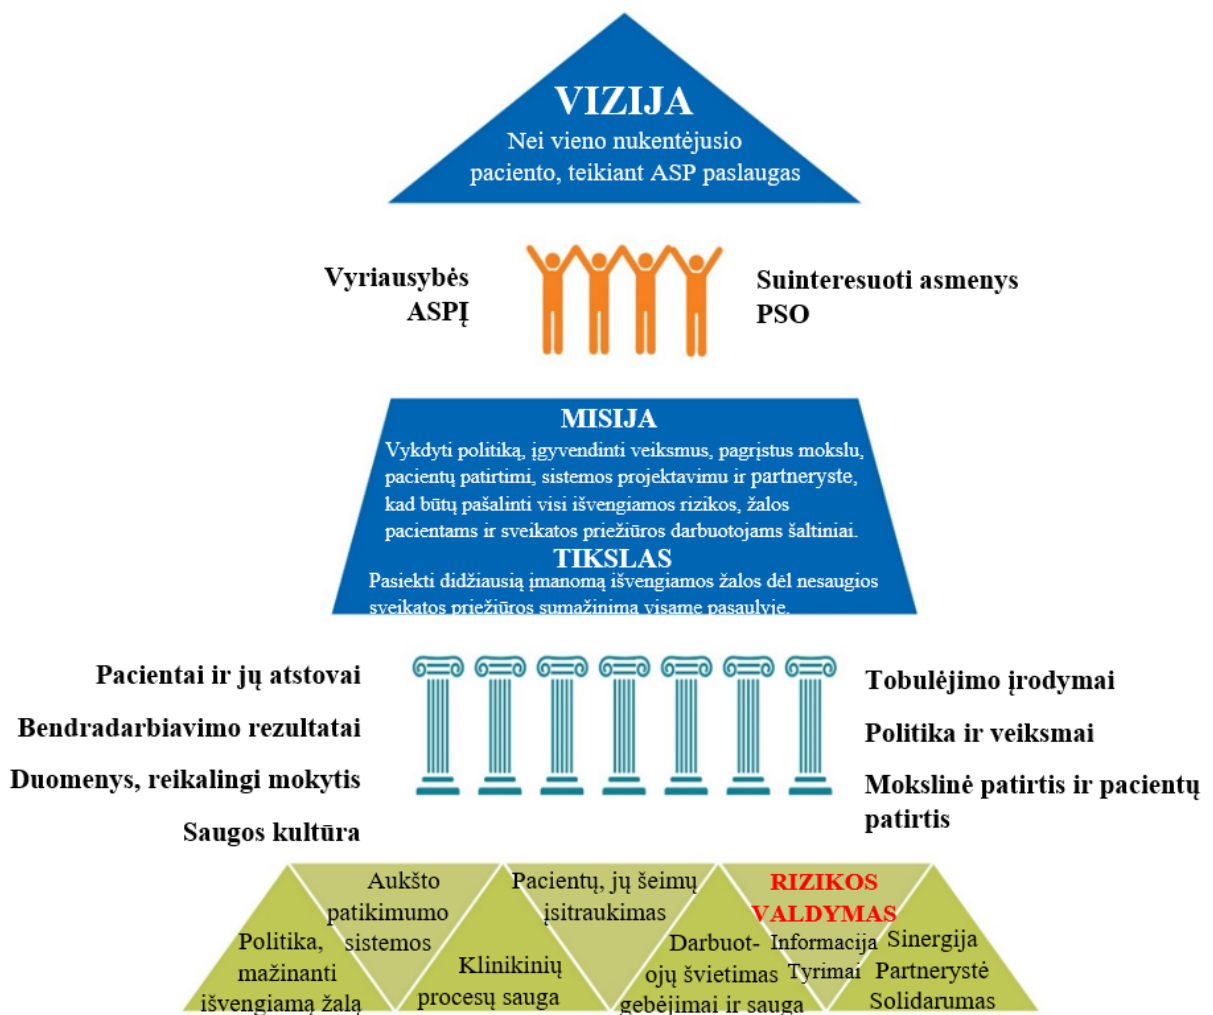 VIZIJA
Nei vieno nukentėjusio
paciento, teikiant ASP paslaugas
Vyriausybės
ASPĮ
Suinteresuoti asmenys
PSO
MISIJA
Vykdyti politiką, įgyvendinti veiksmus, pagrįstus mokslu,
pacientų patirtimi, sistemos projektavimu ir partneryste,
kad būtų pašalinti visi išvengiamos rizikos, žalos
pacientams ir sveikatos priežiūros darbuotojams šaltiniai.
TIKSLAS
Pasiekti didžiausią įmanomą išvengiamos žalos dėl nesaugios
sveikatos priežiūros sumažinimą visame pasaulyje.
Pacientai ir jų atstovai
Bendradarbiavimo rezultatai
Duomenys, reikalingi mokytis
Saugos kultūra
Tobulėjimo įrodymai
Politika ir veiksmai
Mokslinė patirtis ir pacientų
patirtis
Politika,
mažinanti
išvengiamą žalą
Aukšto
patikimumo
sistemos
Klinikinių
procesų sauga
Pacientų, jų šeimų
įsitraukimas
Darbuot-
ojų švietimas
gebėjimai ir sauga
RIZIKOS
VALDYMAS
Informacija
Tyrimai
Sinergija
Partnerystė
Solidarumas